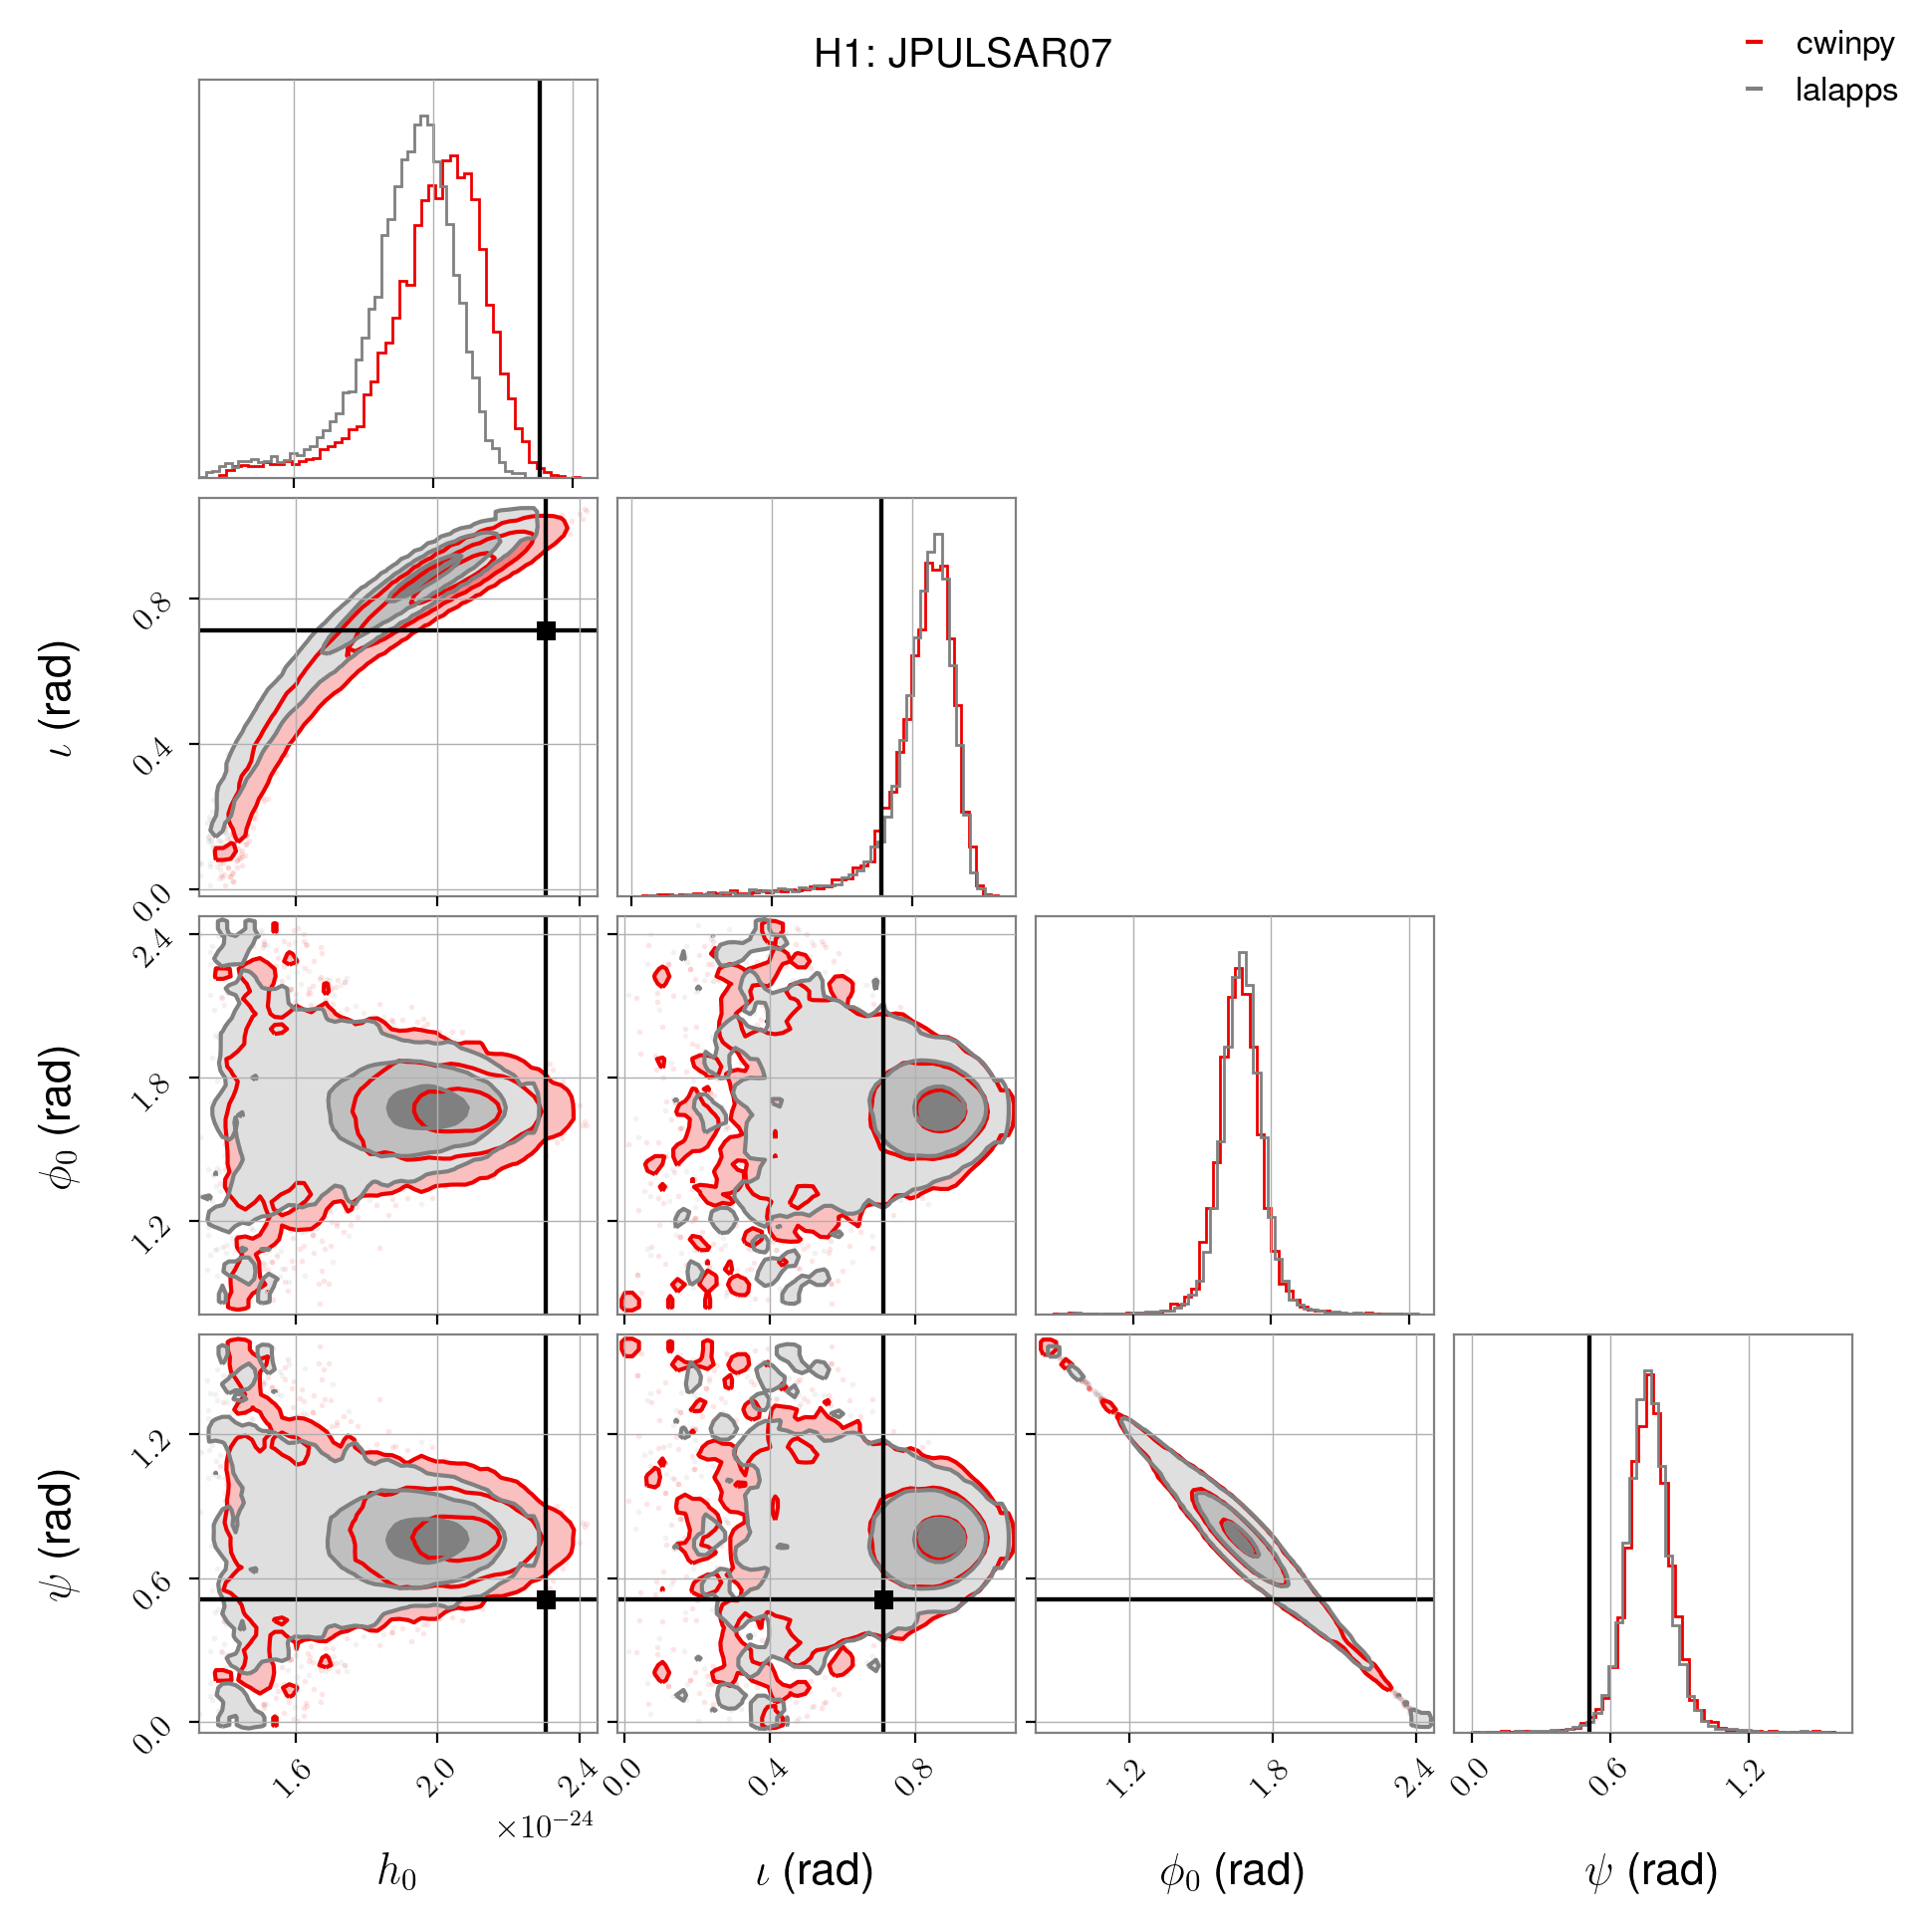 H1: JPULSAR07
cwinpy
lalapps
ι (rad)
0.8
0.4
0.0
ϕ₀ (rad)
2.4
1.8
1.2
ψ (rad)
1.2
0.6
0.0
1.6 2.0 2.4
0.0 0.4 0.8
1.2 1.8 2.4
0.0 0.6 1.2
×10⁻²⁴
h₀ ι (rad) ϕ₀ (rad) ψ (rad)